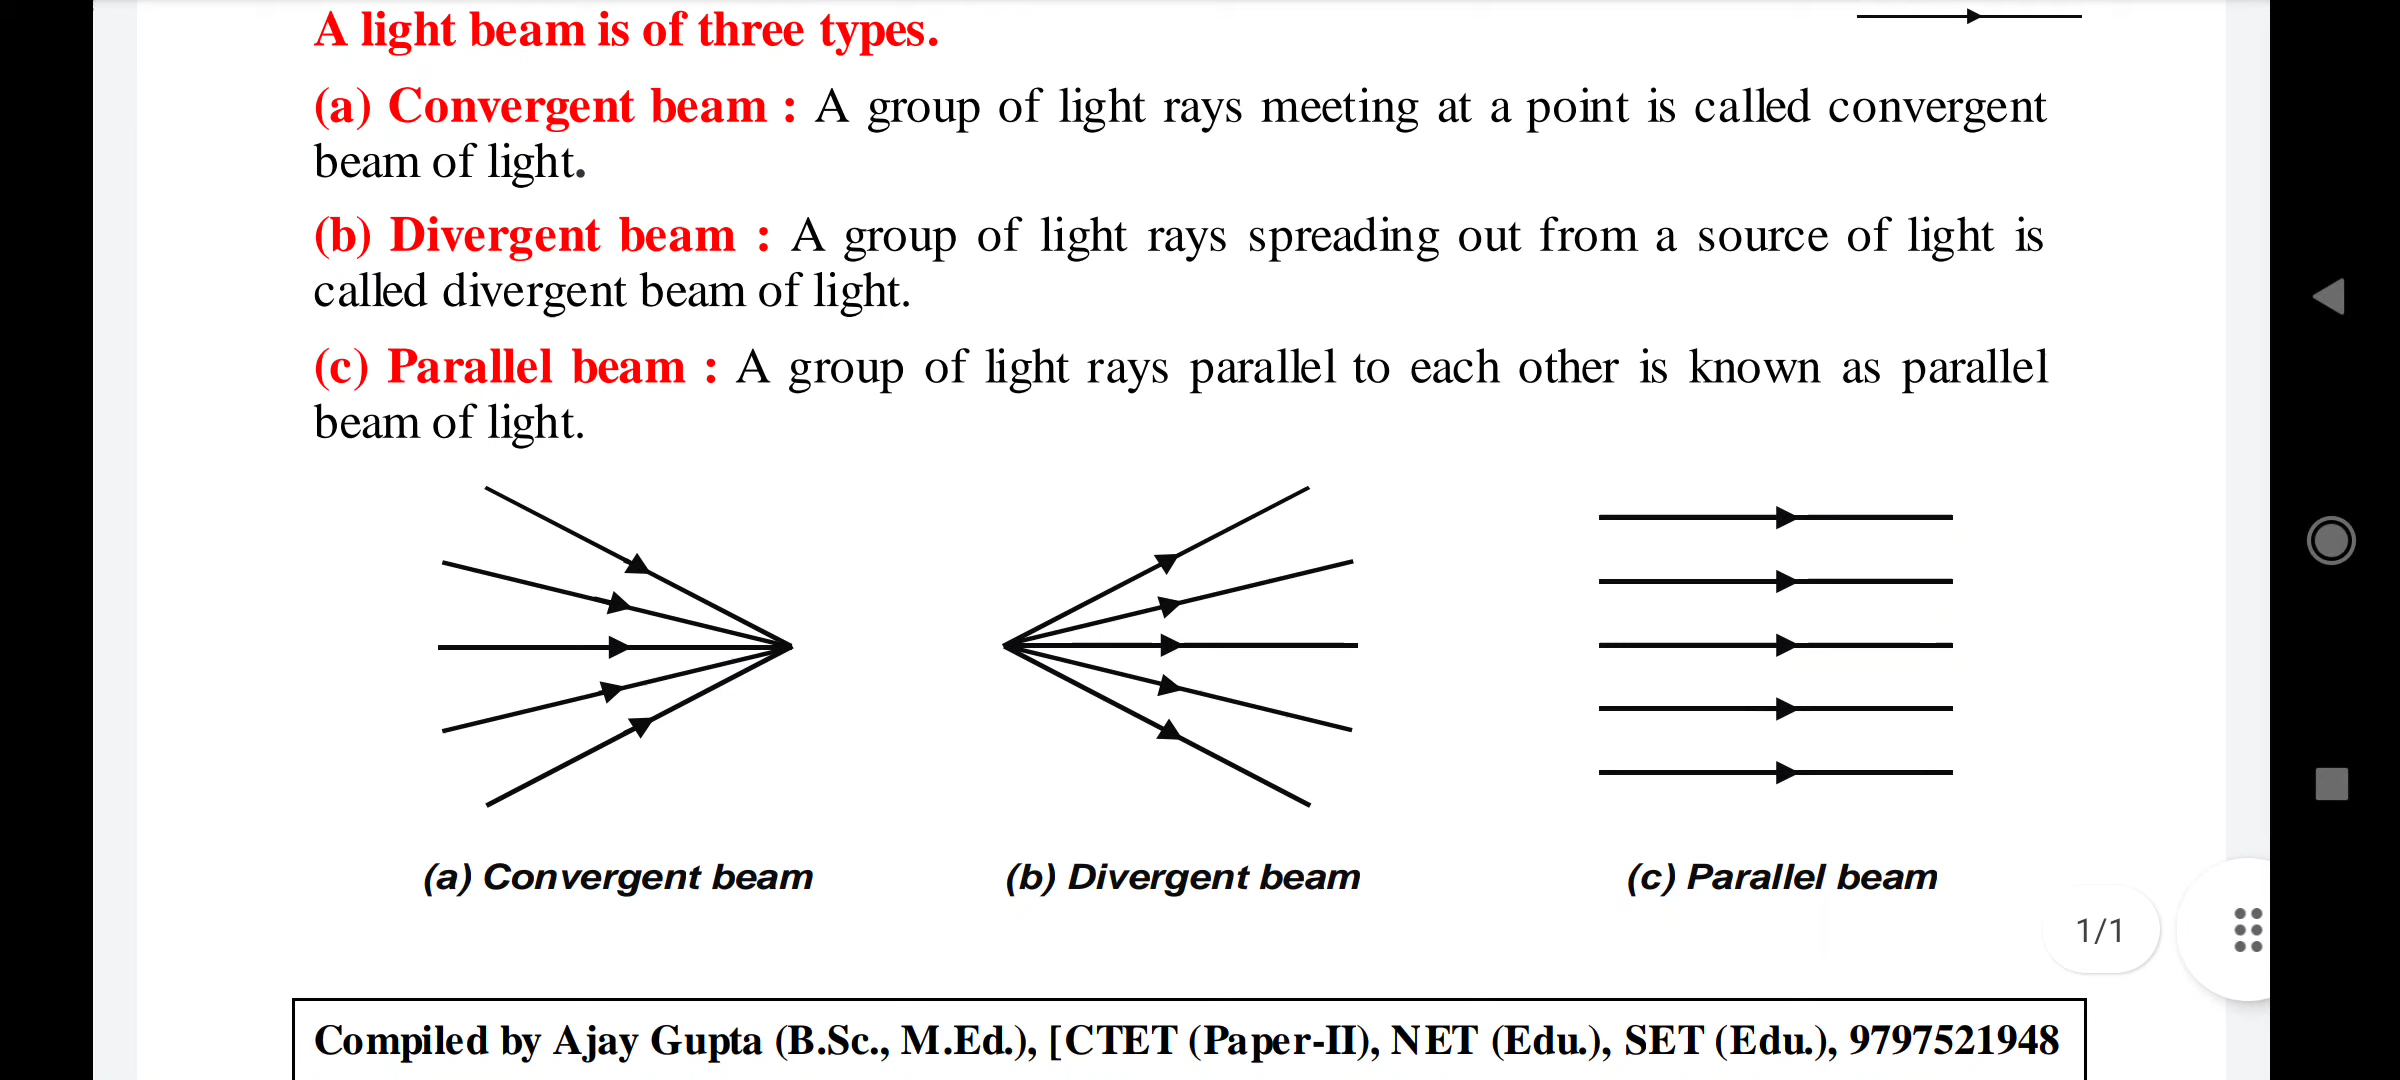 A light beam is of three types.
(a) Convergent beam : A group of light rays meeting at a point is called convergent
beam of light.
(b) Divergent beam : A group of light rays spreading out from a source of light is
called divergent beam of light.
(c) Parallel beam : A group of light rays parallel to each other is known as parallel
beam of light.
(a) Convergent beam
(b) Divergent beam
(c) Parallel beam
1/1
Compiled by Ajay Gupta (B.Sc., M.Ed.), [CTET (Paper-II), NET (Edu.), SET (Edu.), 9797521948